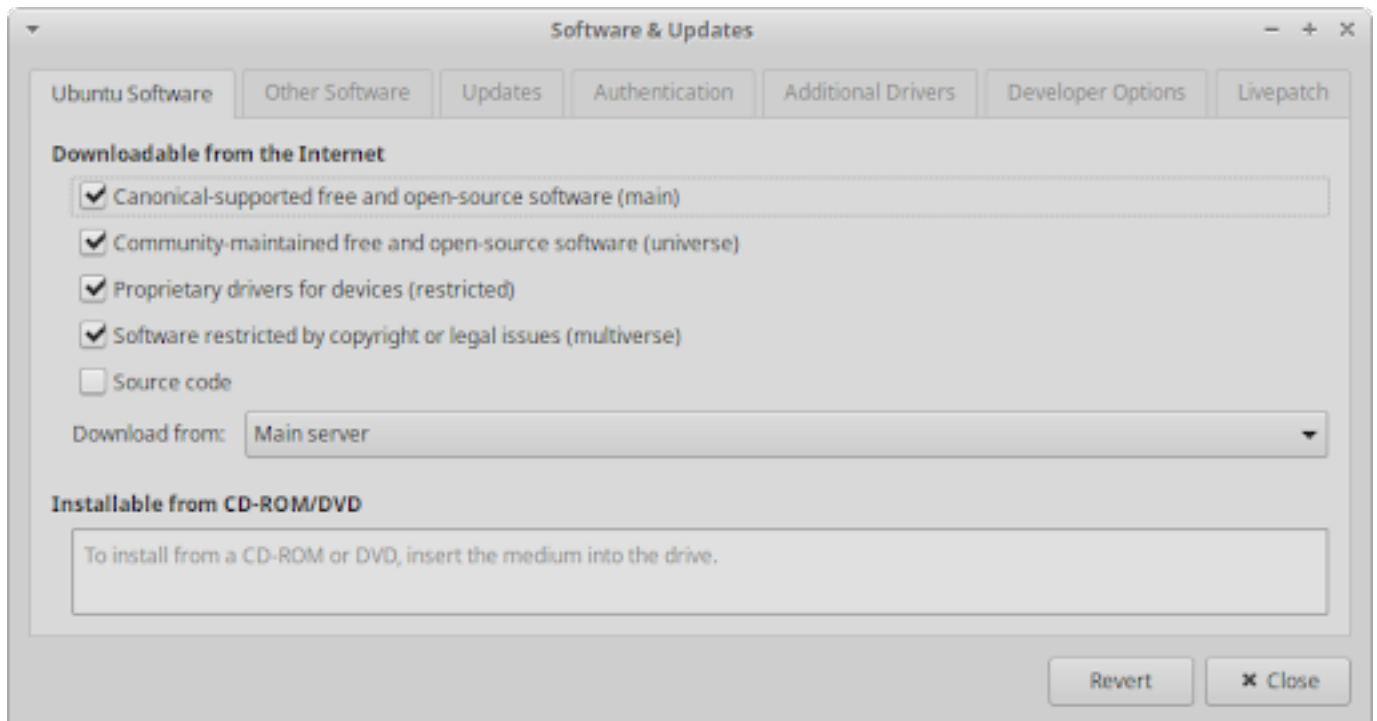 Software & Updates
Ubuntu Software Other Software Updates Authentication Additional Drivers Developer Options Livepatch
Downloadable from the Internet
Canonical-supported free and open-source software (main)
Community-maintained free and open-source software (universe)
Proprietary drivers for devices (restricted)
Software restricted by copyright or legal issues (multiverse)
Source code
Download from: Main server
Installable from CD-ROM/DVD
To install from a CD-ROM or DVD, insert the medium into the drive.
Revert Close